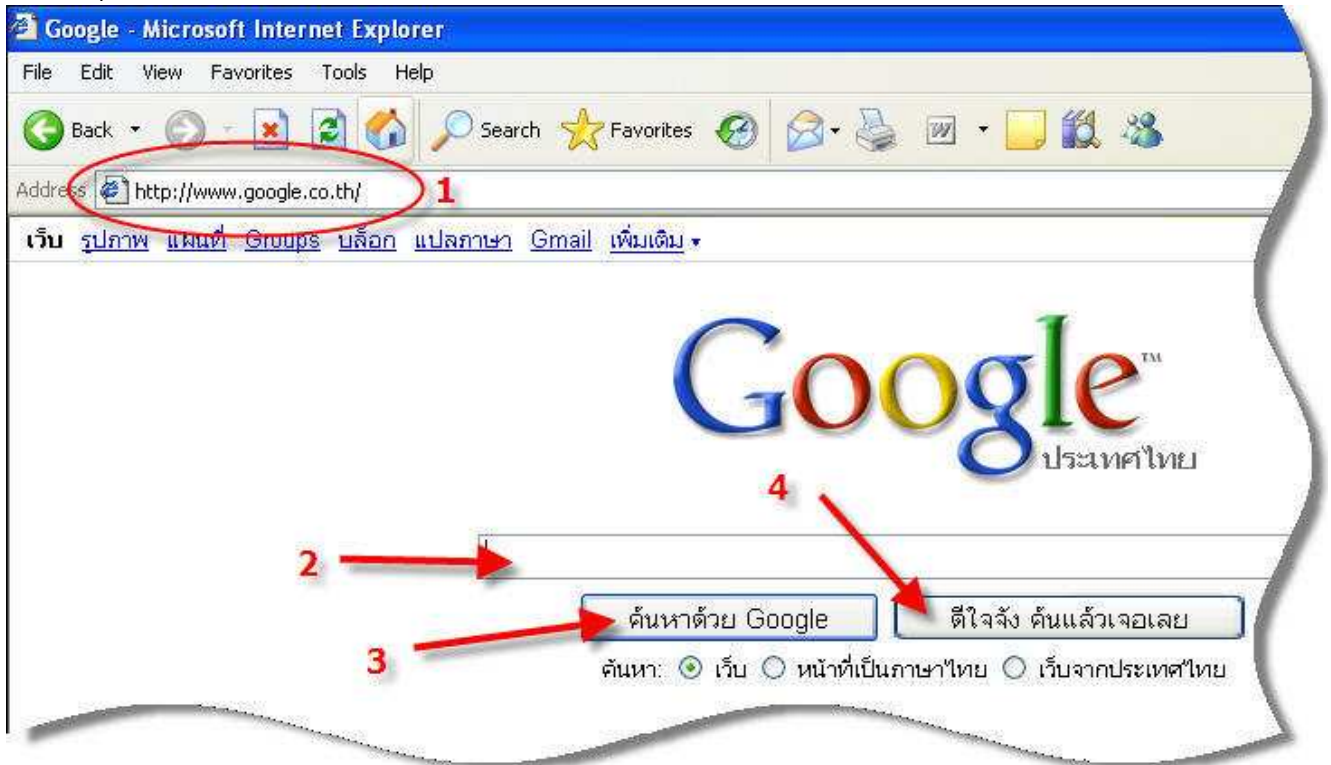 Google - Microsoft Internet Explorer
File Edit View Favorites Tools Help
Back Search Favorites
Address http://www.google.co.th/ 1
เว็บ รูปภาพ แผนที่ Groups บล็อก แปลภาษา Gmail เพิ่มเติม ▼
Google™
ประเทศไทย
4
2
ค้นหาด้วย Google ดีใจจัง ค้นแล้วเจอเลย
3
ค้นหา: เว็บ หน้าที่เป็นภาษาไทย เว็บจากประเทศไทย